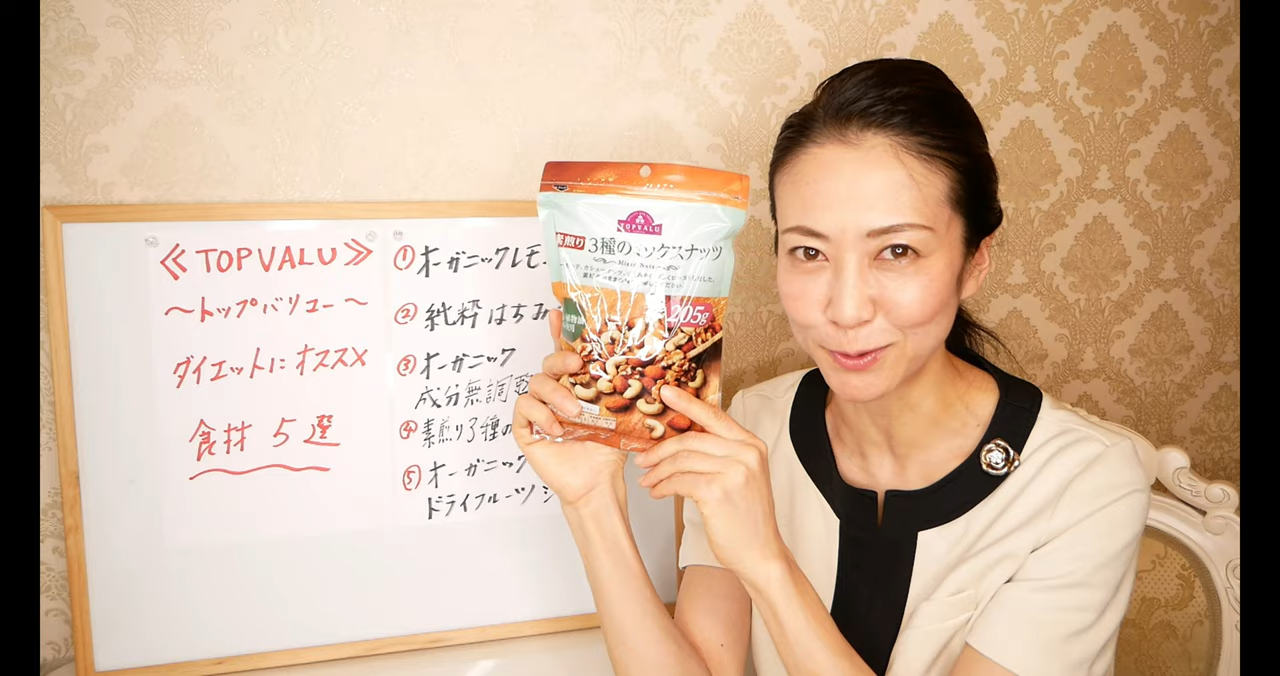 ≪TOPVALU≫
～トップバリュー～
ダイエットにオススメ
食材 5選
①オーガニックレモ
②純粋はちみ
③オーガニック
成分無調整
④素煎り3種の
⑤オーガニック
ドライフルーツ
TOPVALU
素煎り 3種のミックスナッツ
Mixed Nuts
205g